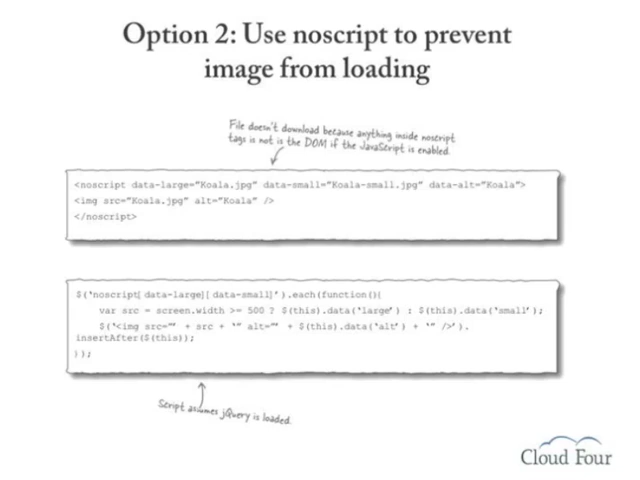 Option 2: Use noscript to prevent
image from loading
File doesn't download because anything inside noscript
tags is not is the DOM if the JavaScript is enabled.
<noscript data-large="Koala.jpg" data-small="Koala-small.jpg" data-alt="Koala">
<img src="Koala.jpg" alt="Koala" />
</noscript>
$('noscript[data-large][data-small]').each(function(){
var src = screen.width >= 500 ? $(this).data('large') : $(this).data('small');
$('<img src="' + src + '" alt="' + $(this).data('alt') + '" />').
insertAfter($(this));
});
Script assumes jQuery is loaded.
Cloud Four